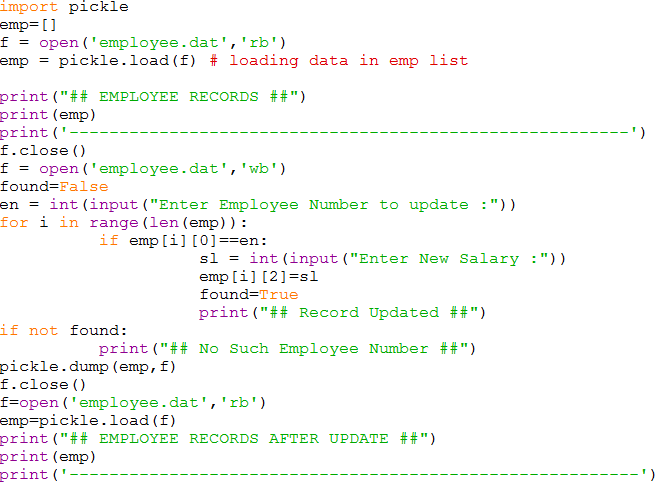 import pickle
emp=[]
f = open('employee.dat','rb')
emp = pickle.load(f) # loading data in emp list
print("## EMPLOYEE RECORDS ##")
print(emp)
print('--------------------------------------------------------')
f.close()
f = open('employee.dat','wb')
found=False
en = int(input("Enter Employee Number to update :"))
for i in range(len(emp)):
if emp[i][0]==en:
sl = int(input("Enter New Salary :"))
emp[i][2]=sl
found=True
print("## Record Updated ##")
if not found:
print("## No Such Employee Number ##")
pickle.dump(emp,f)
f.close()
f=open('employee.dat','rb')
emp=pickle.load(f)
print("## EMPLOYEE RECORDS AFTER UPDATE ##")
print(emp)
print('---------------------------------------------------------')